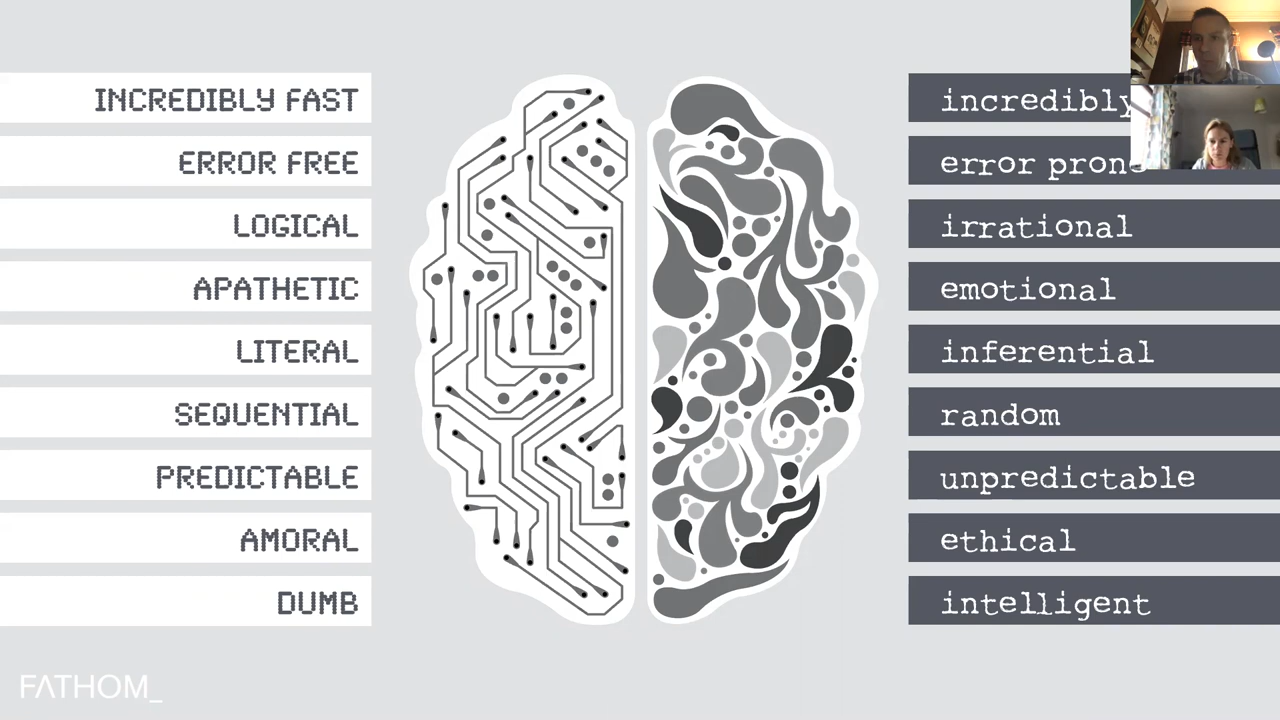 INCREDIBLY FAST
ERROR FREE
LOGICAL
APATHETIC
LITERAL
SEQUENTIAL
PREDICTABLE
AMORAL
DUMB
incredibly
error prone
irrational
emotional
inferential
random
unpredictable
ethical
intelligent
FATHOM_